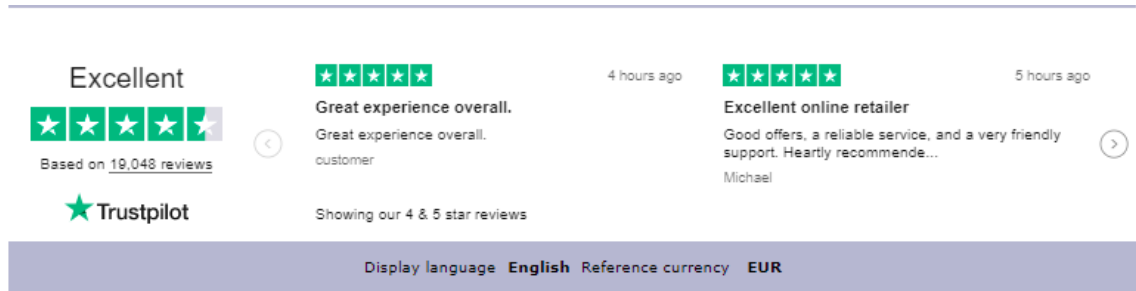 Excellent
Based on 19,048 reviews
Trustpilot
4 hours ago
Great experience overall.
Great experience overall.
customer
5 hours ago
Excellent online retailer
Good offers, a reliable service, and a very friendly
support. Heartly recommende...
Michael
Showing our 4 & 5 star reviews
Display language English Reference currency EUR